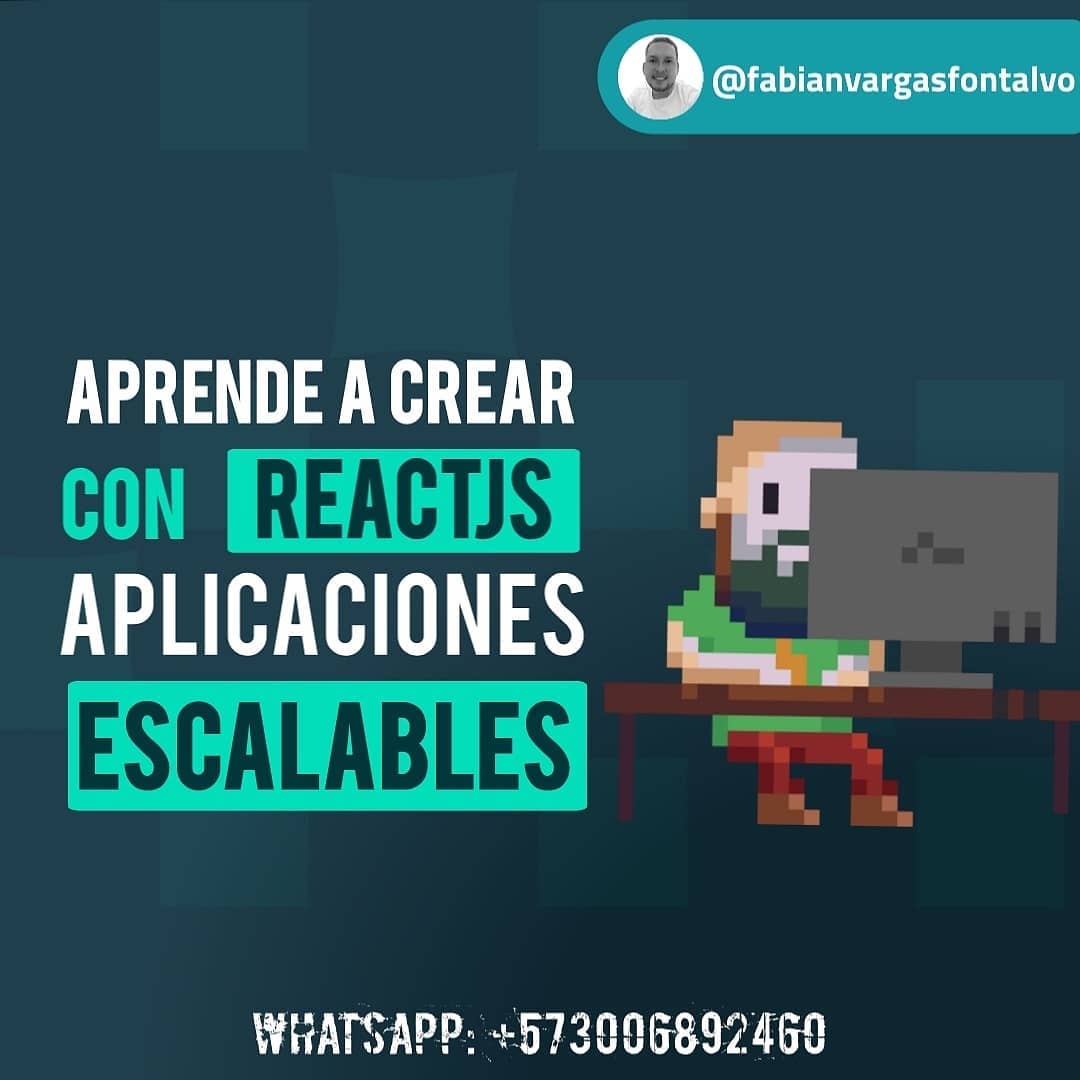 @fabianvargasfontalvo
APRENDE A CREAR
CON REACTJS
APLICACIONES
ESCALABLES
WHATSAPP: +573006892460